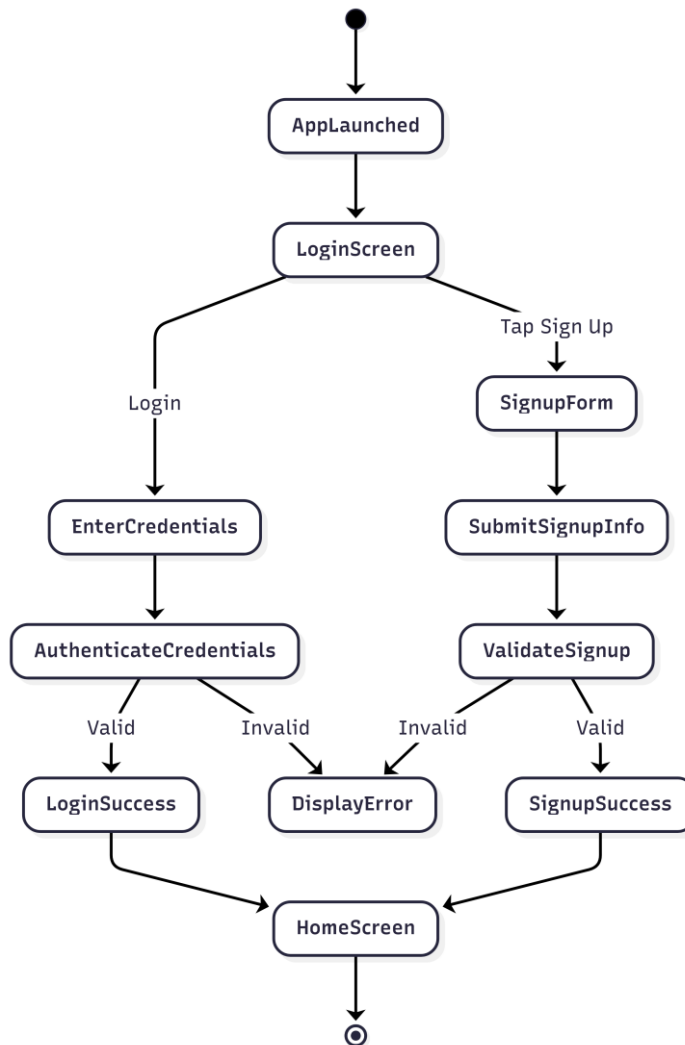 AppLaunched
LoginScreen
Tap Sign Up
SignupForm
Login
EnterCredentials
SubmitSignupInfo
AuthenticateCredentials
ValidateSignup
Valid
Invalid
Invalid
Valid
LoginSuccess
DisplayError
SignupSuccess
HomeScreen